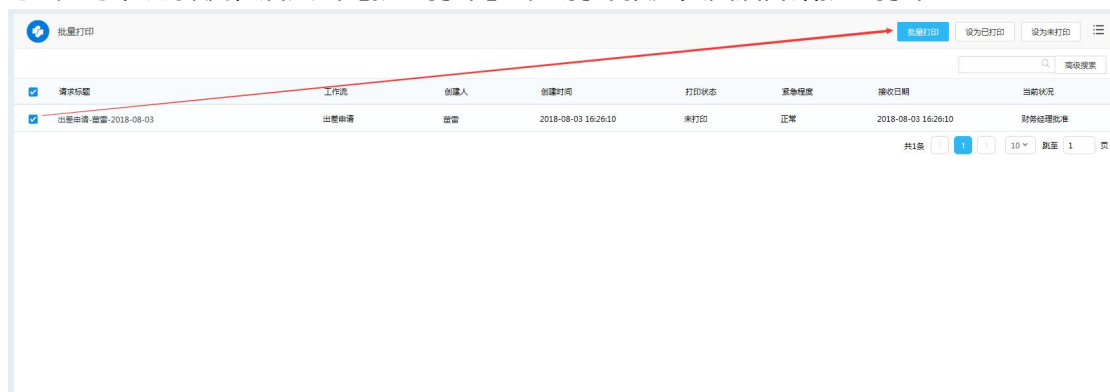 批量打印
批量打印 设为已打印 设为未打印
高级搜索
请求标题 工作流 创建人 创建时间 打印状态 紧急程度 接收日期 当前状况
出差申请-苗雷-2018-08-03 出差申请 苗雷 2018-08-03 16:26:10 未打印 正常 2018-08-03 16:26:10 财务经理批准
共1条 1 10 跳至 1 页